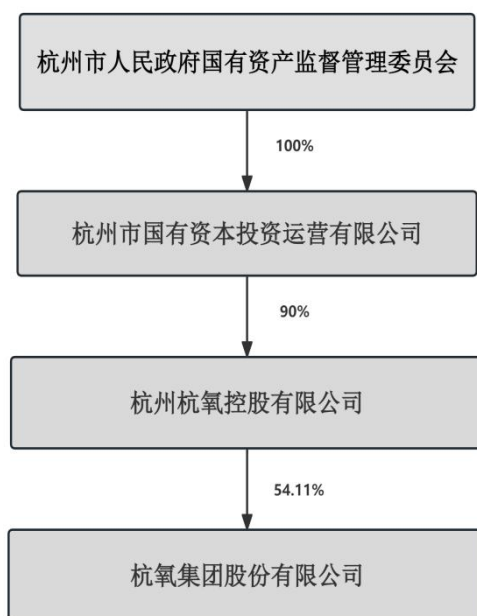 杭州市人民政府国有资产监督管理委员会
100%
杭州市国有资本投资运营有限公司
90%
杭州杭氧控股有限公司
54.11%
杭氧集团股份有限公司